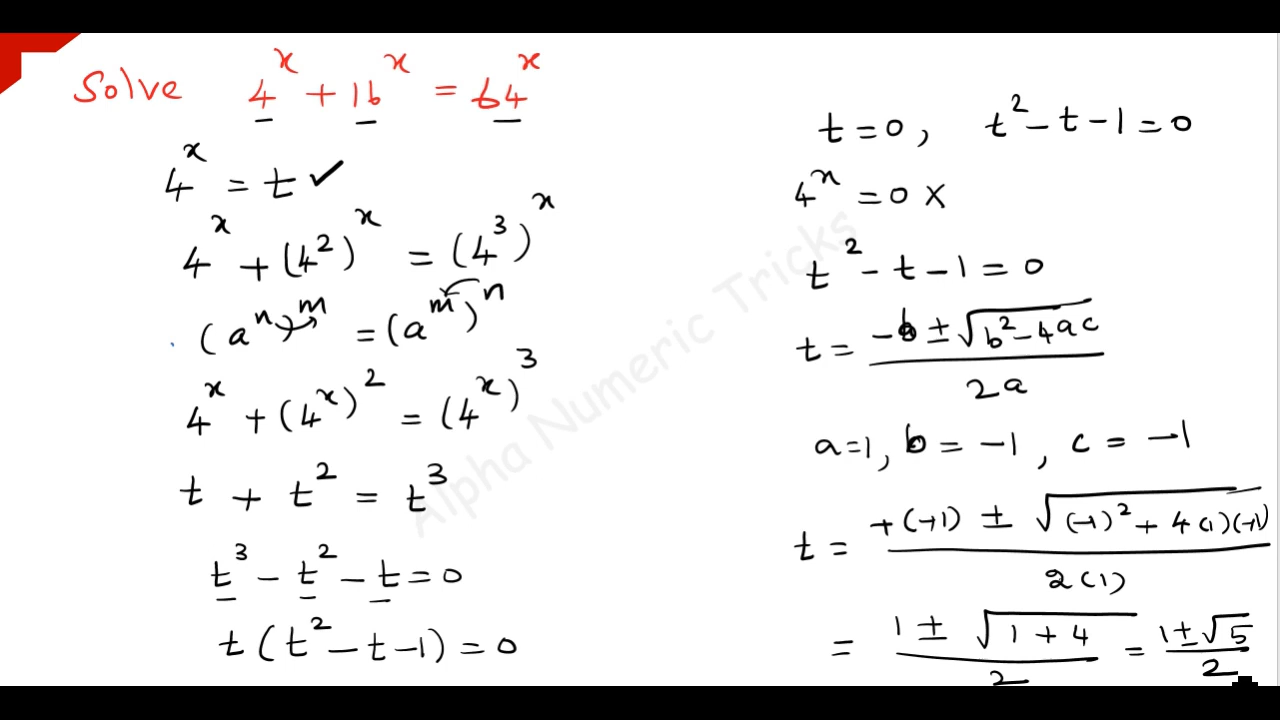 Solve 4^x + 16^x = 64^x
4^x = t ✓
4^x + (4^2)^x = (4^3)^x
(a^n)^m = (a^m)^n
4^x + (4^x)^2 = (4^x)^3
t + t^2 = t^3
t^3 - t^2 - t = 0
t(t^2 - t - 1) = 0
t = 0, t^2 - t - 1 = 0
4^x = 0 ×
t^2 - t - 1 = 0
t = (-b ± √(b^2 - 4ac)) / 2a
a = 1, b = -1, c = -1
t = (+(+1) ± √((-1)^2 + 4(1)(+1))) / 2(1)
= (1 ± √(1 + 4)) / 2 = (1 ± √5) / 2
Alpha Numeric Tricks